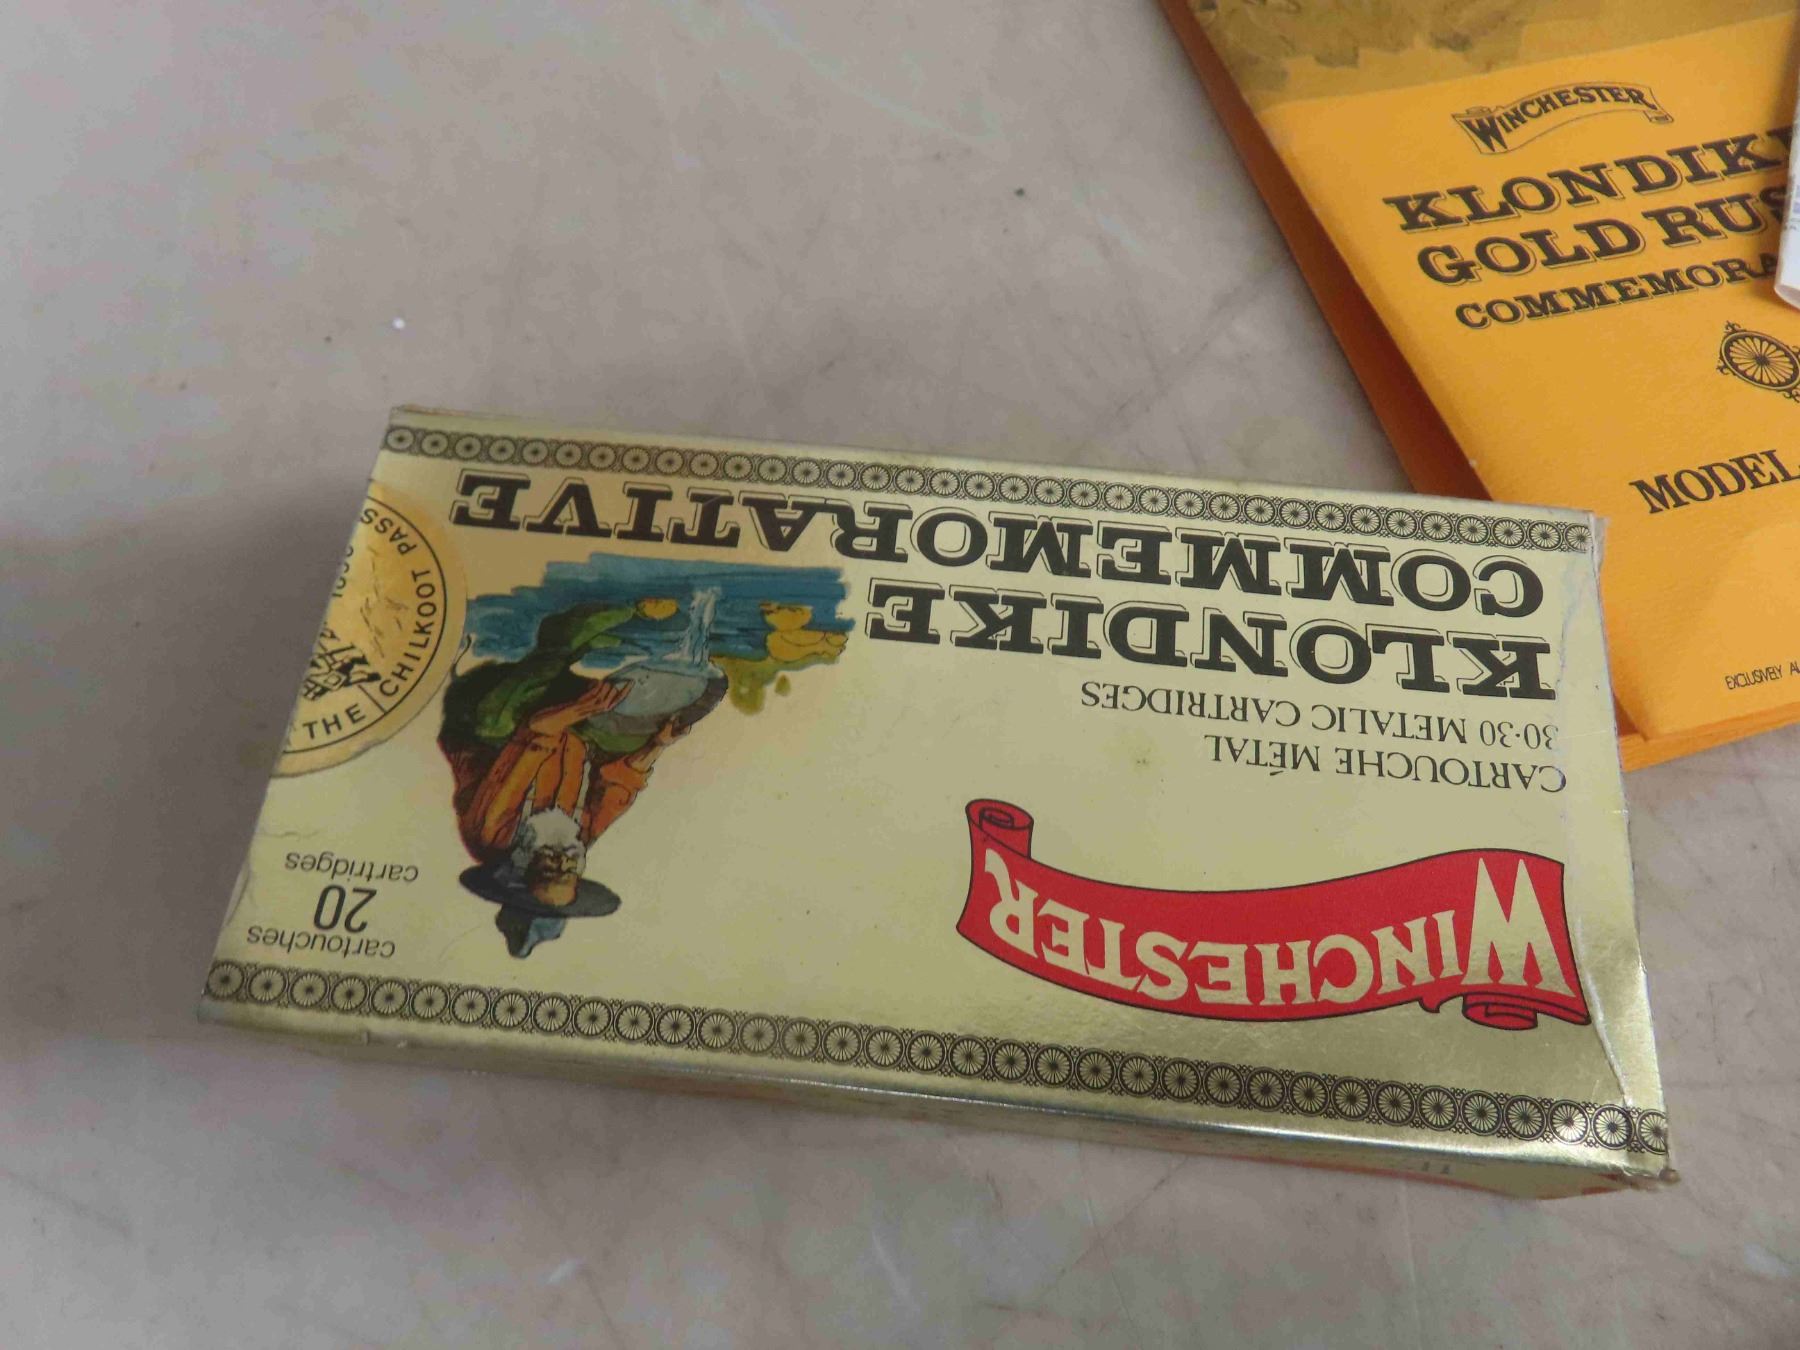 WINCHESTER
CARTOUCHE MÉTAL
30-30 METALIC CARTRIDGES
KLONDIKE
COMMEMORATIVE
cartouches
20
cartridges
THE
CHILKOOT PASS
WINCHESTER
KLONDIK
GOLD RUS
COMMEMORA
MODEL
EXCLUSIVELY